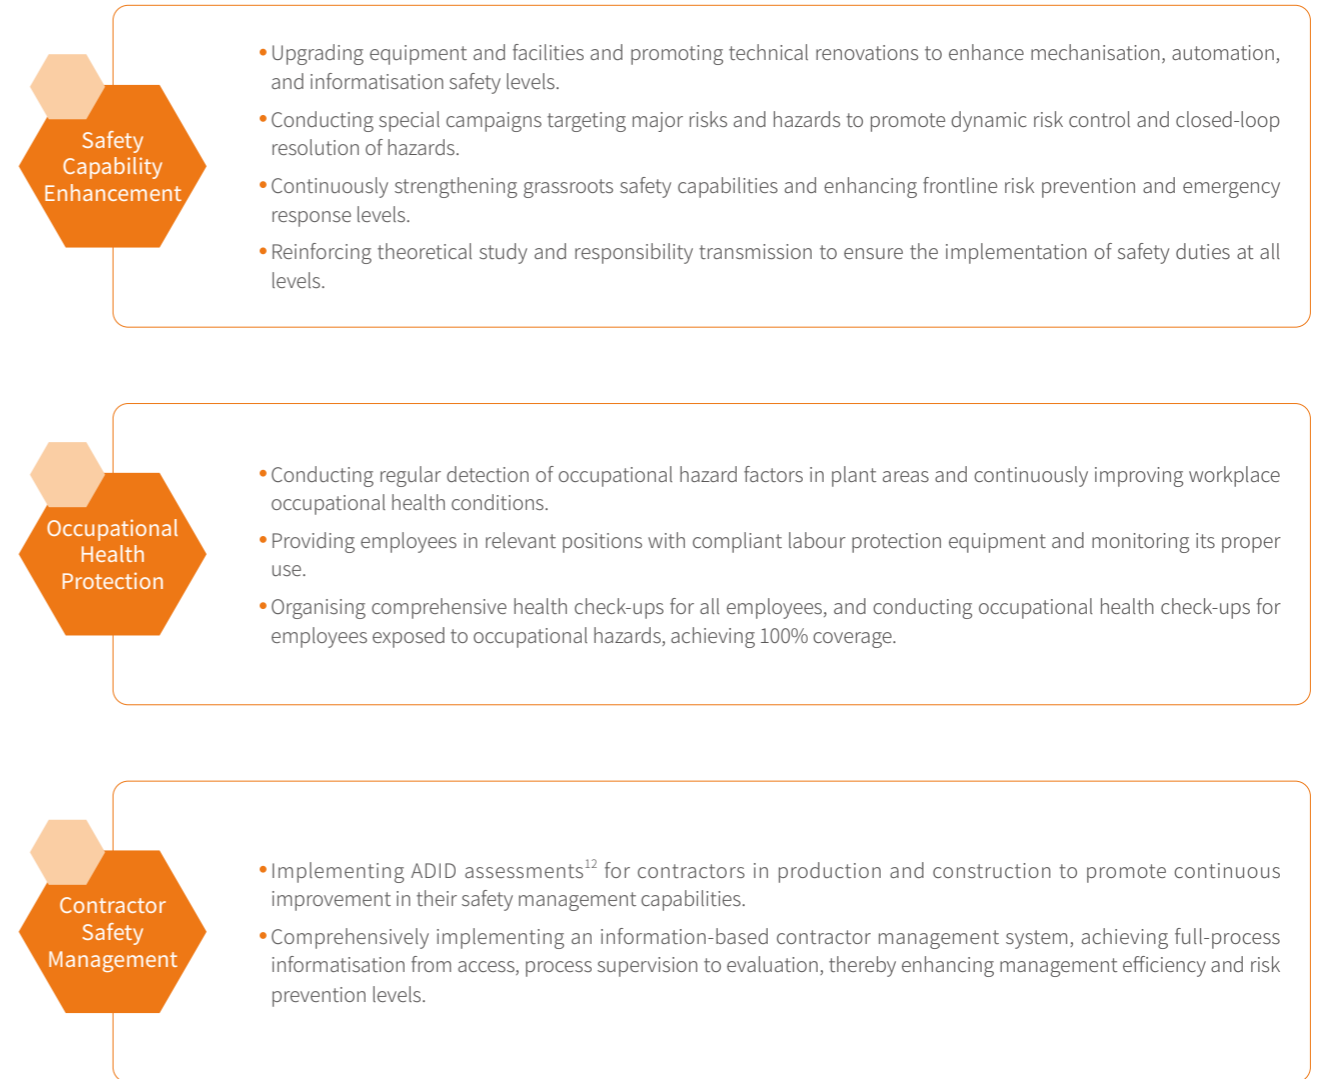 Safety
Capability
Enhancement
•Upgrading equipment and facilities and promoting technical renovations to enhance mechanisation, automation,
and informatisation safety levels.
•Conducting special campaigns targeting major risks and hazards to promote dynamic risk control and closed-loop
resolution of hazards.
•Continuously strengthening grassroots safety capabilities and enhancing frontline risk prevention and emergency
response levels.
•Reinforcing theoretical study and responsibility transmission to ensure the implementation of safety duties at all
levels.
Occupational
Health
Protection
•Conducting regular detection of occupational hazard factors in plant areas and continuously improving workplace
occupational health conditions.
•Providing employees in relevant positions with compliant labour protection equipment and monitoring its proper
use.
•Organising comprehensive health check-ups for all employees, and conducting occupational health check-ups for
employees exposed to occupational hazards, achieving 100% coverage.
Contractor
Safety
Management
•Implementing ADID assessments12 for contractors in production and construction to promote continuous
improvement in their safety management capabilities.
•Comprehensively implementing an information-based contractor management system, achieving full-process
informatisation from access, process supervision to evaluation, thereby enhancing management efficiency and risk
prevention levels.